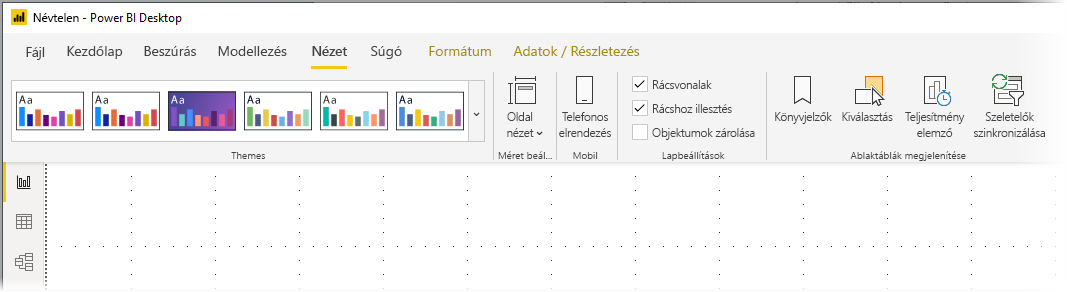 Névtelen - Power BI Desktop
Fájl Kezdőlap Beszúrás Modellezés Nézet Súgó Formátum Adatok / Részletezés
Aa Aa Aa Aa Aa Aa
Oldal
nézet
Telefonos
elrendezés
Rácsvonalak
Rácshoz illesztés
Objektumok zárolása
Könyvjelzők
Kiválasztás
Teljesítmény
elemző
Szeletelők
szinkronizálása
Themes Méret beál... Mobil Lapbeállítások Ablaktáblák megjelenítése